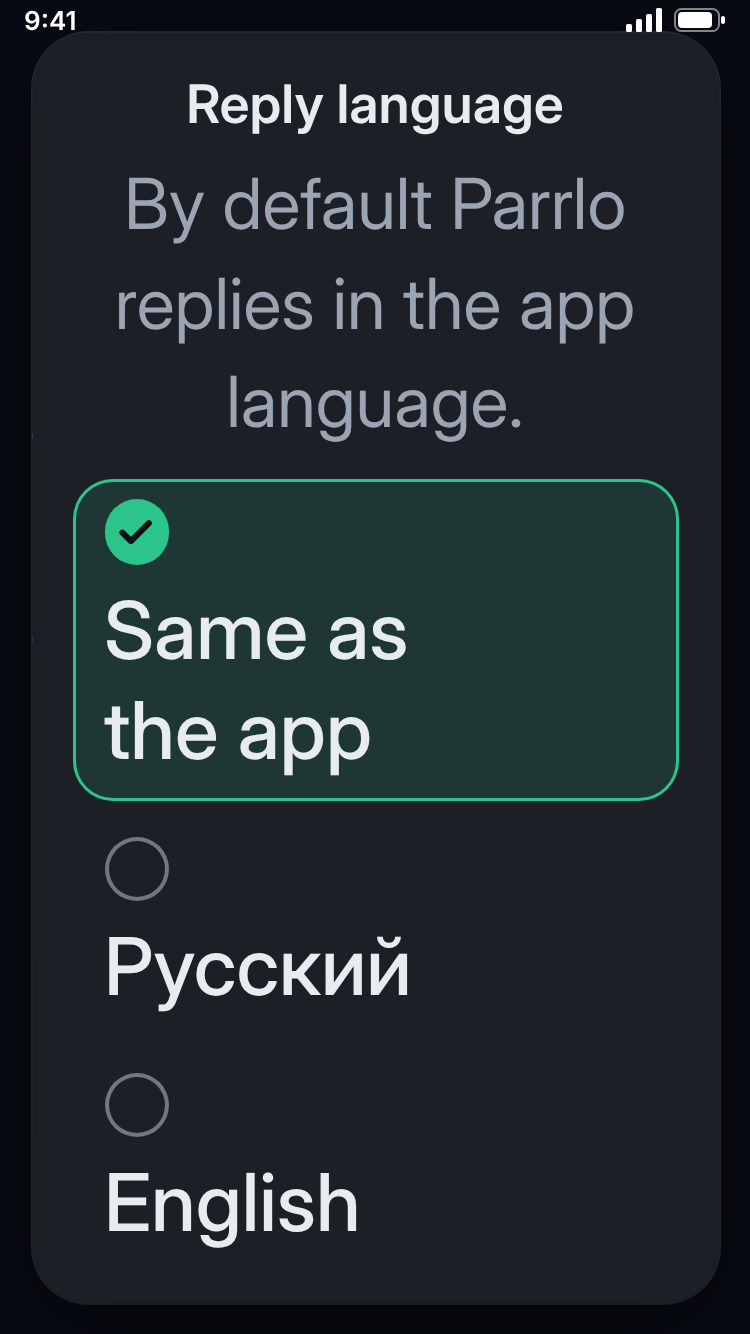 9:41
Reply language
By default Parrlo
replies in the app
language.
Same as
the app
Русский
English